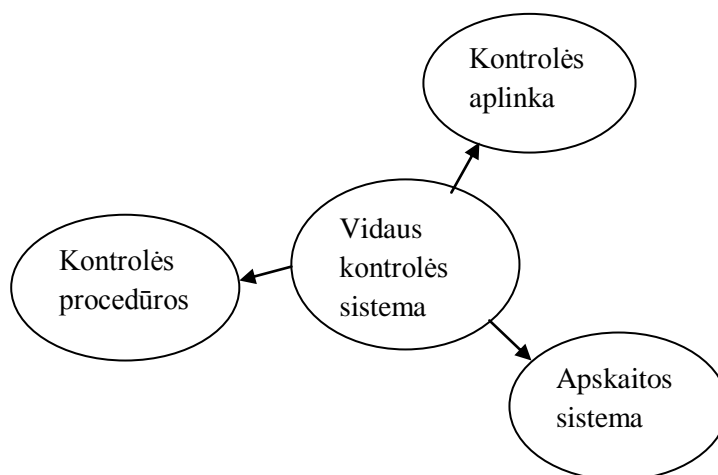 Kontrolės
aplinka
Vidaus
kontrolės
sistema
Kontrolės
procedūros
Apskaitos
sistema